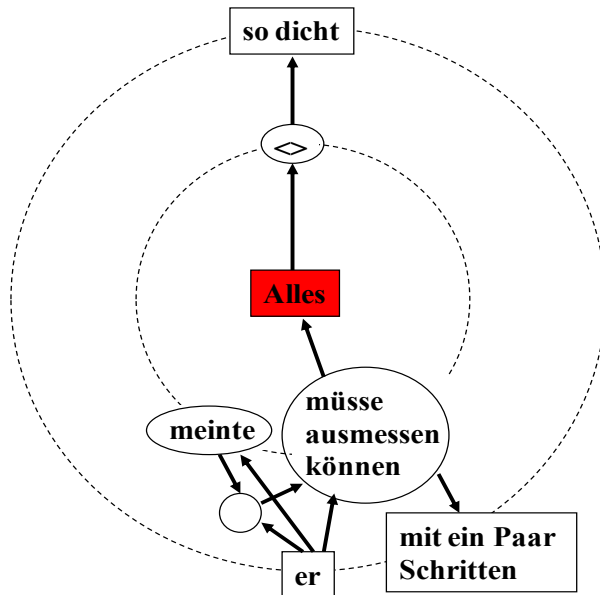 so dicht
<>
Alles
meinte
müsse
ausmessen
können
mit ein Paar
Schritten
er